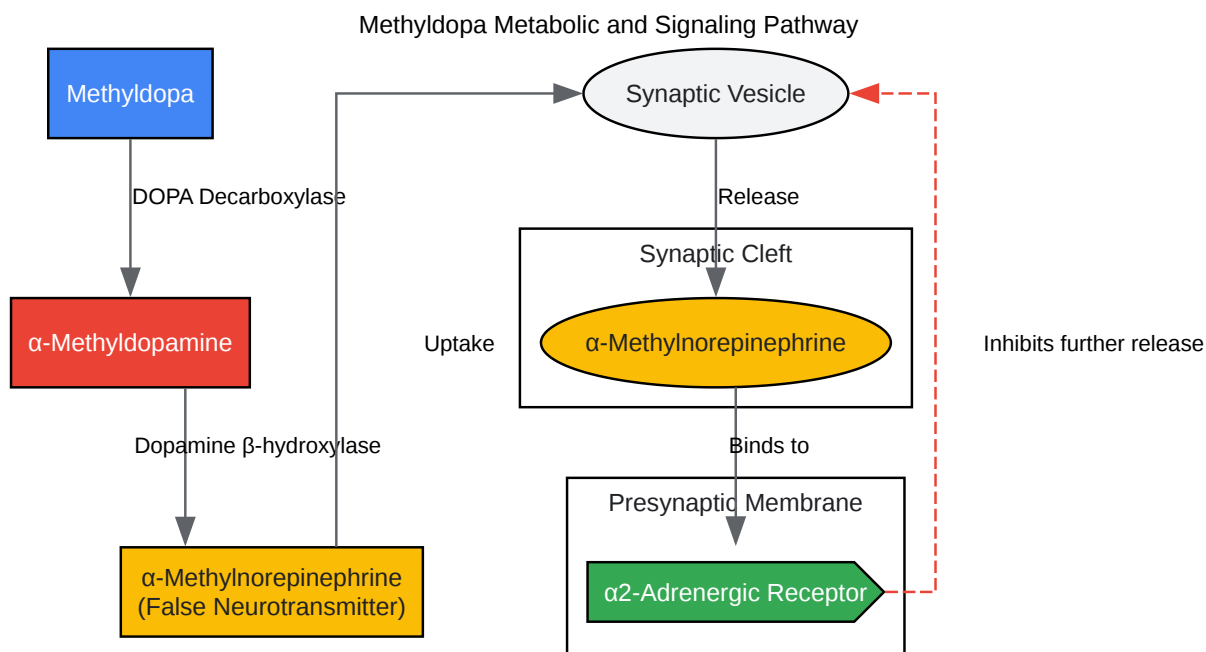 Methyldopa Metabolic and Signaling Pathway
Methyldopa
Synaptic Vesicle
DOPA Decarboxylase
Release
Synaptic Cleft
α-Methyldopamine
Uptake
α-Methylnorepinephrine
Inhibits further release
Dopamine β-hydroxylase
Binds to
Presynaptic Membrane
α-Methylnorepinephrine
(False Neurotransmitter)
α2-Adrenergic Receptor